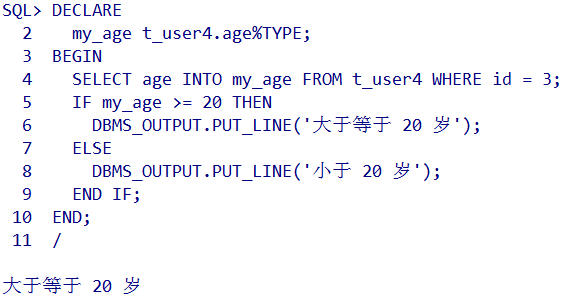 SQL> DECLARE
  2    my_age t_user4.age%TYPE;
  3  BEGIN
  4    SELECT age INTO my_age FROM t_user4 WHERE id = 3;
  5    IF my_age >= 20 THEN
  6      DBMS_OUTPUT.PUT_LINE('大于等于 20 岁');
  7    ELSE
  8      DBMS_OUTPUT.PUT_LINE('小于 20 岁');
  9    END IF;
 10  END;
 11  /
大于等于 20 岁